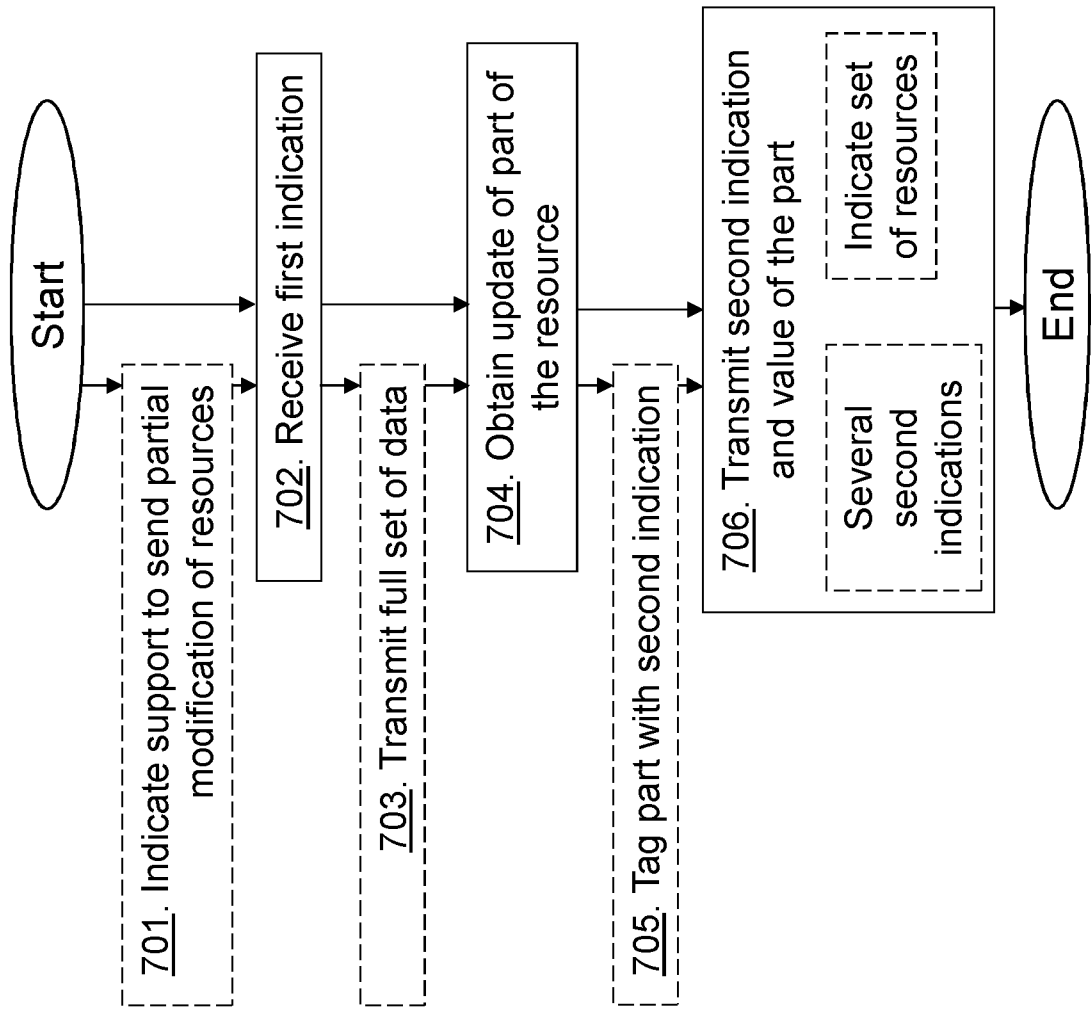 Start
701. Indicate support to send partial
modification of resources
702. Receive first indication
703. Transmit full set of data
704. Obtain update of part of
the resource
705. Tag part with second indication
706. Transmit second indication
and value of the part
Several
second
indications
Indicate set
of resources
End